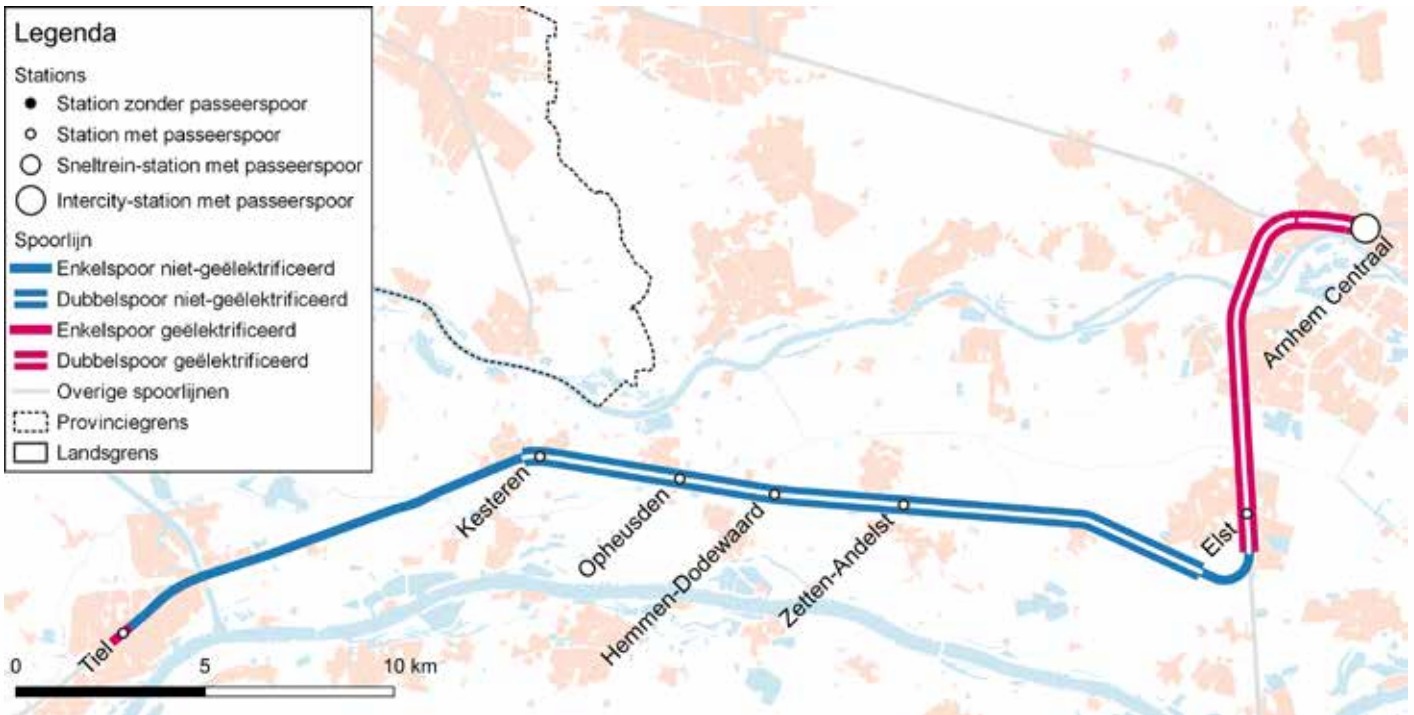 Legenda
Stations
Station zonder passeerspoor
Station met passeerspoor
Sneltrein-station met passeerspoor
Intercity-station met passeerspoor
Spoorlijn
Enkelspoor niet-geëlektrificeerd
Dubbelspoor niet-geëlektrificeerd
Enkelspoor geëlektrificeerd
Dubbelspoor geëlektrificeerd
Overige spoorlijnen
Provinciegrens
Landsgrens
Tiel
Kesteren
Opheusden
Hemmen-Dodewaard
Zetten-Andelst
Elst
Arnhem Centraal
0 5 10 km